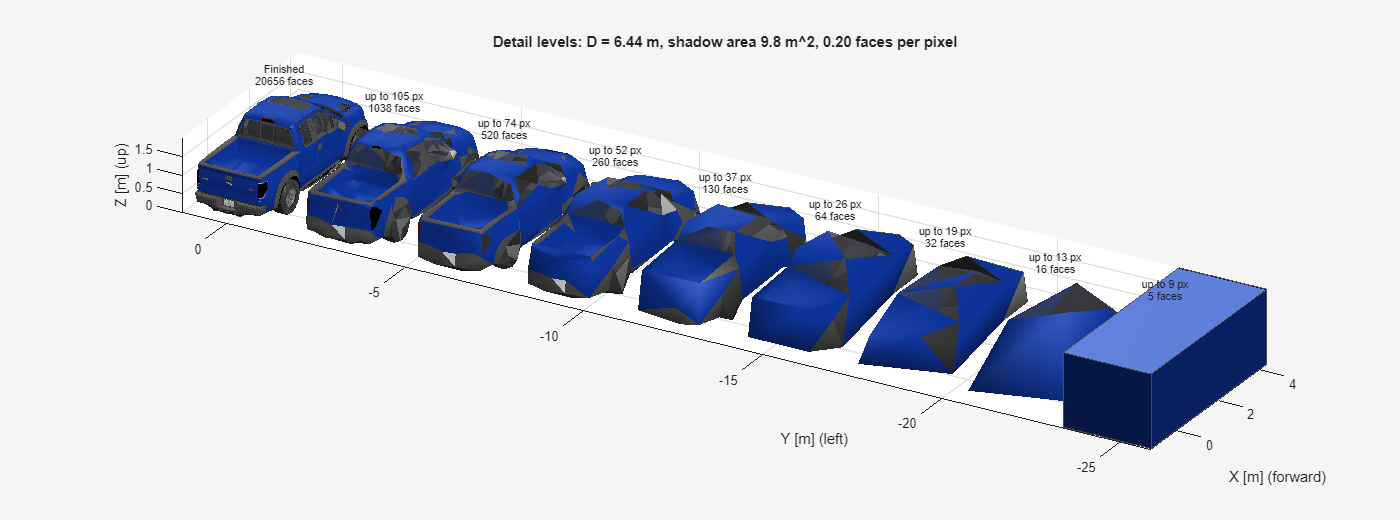 Detail levels: D = 6.44 m, shadow area 9.8 m^2, 0.20 faces per pixel
Finished
20656 faces
up to 105 px
1038 faces
up to 74 px
520 faces
up to 52 px
260 faces
up to 37 px
130 faces
up to 26 px
64 faces
up to 19 px
32 faces
up to 13 px
16 faces
up to 9 px
5 faces
Z [m] (up)
1.5
1
0.5
0
0
-5
-10
-15
-20
-25
Y [m] (left)
0
2
4
X [m] (forward)